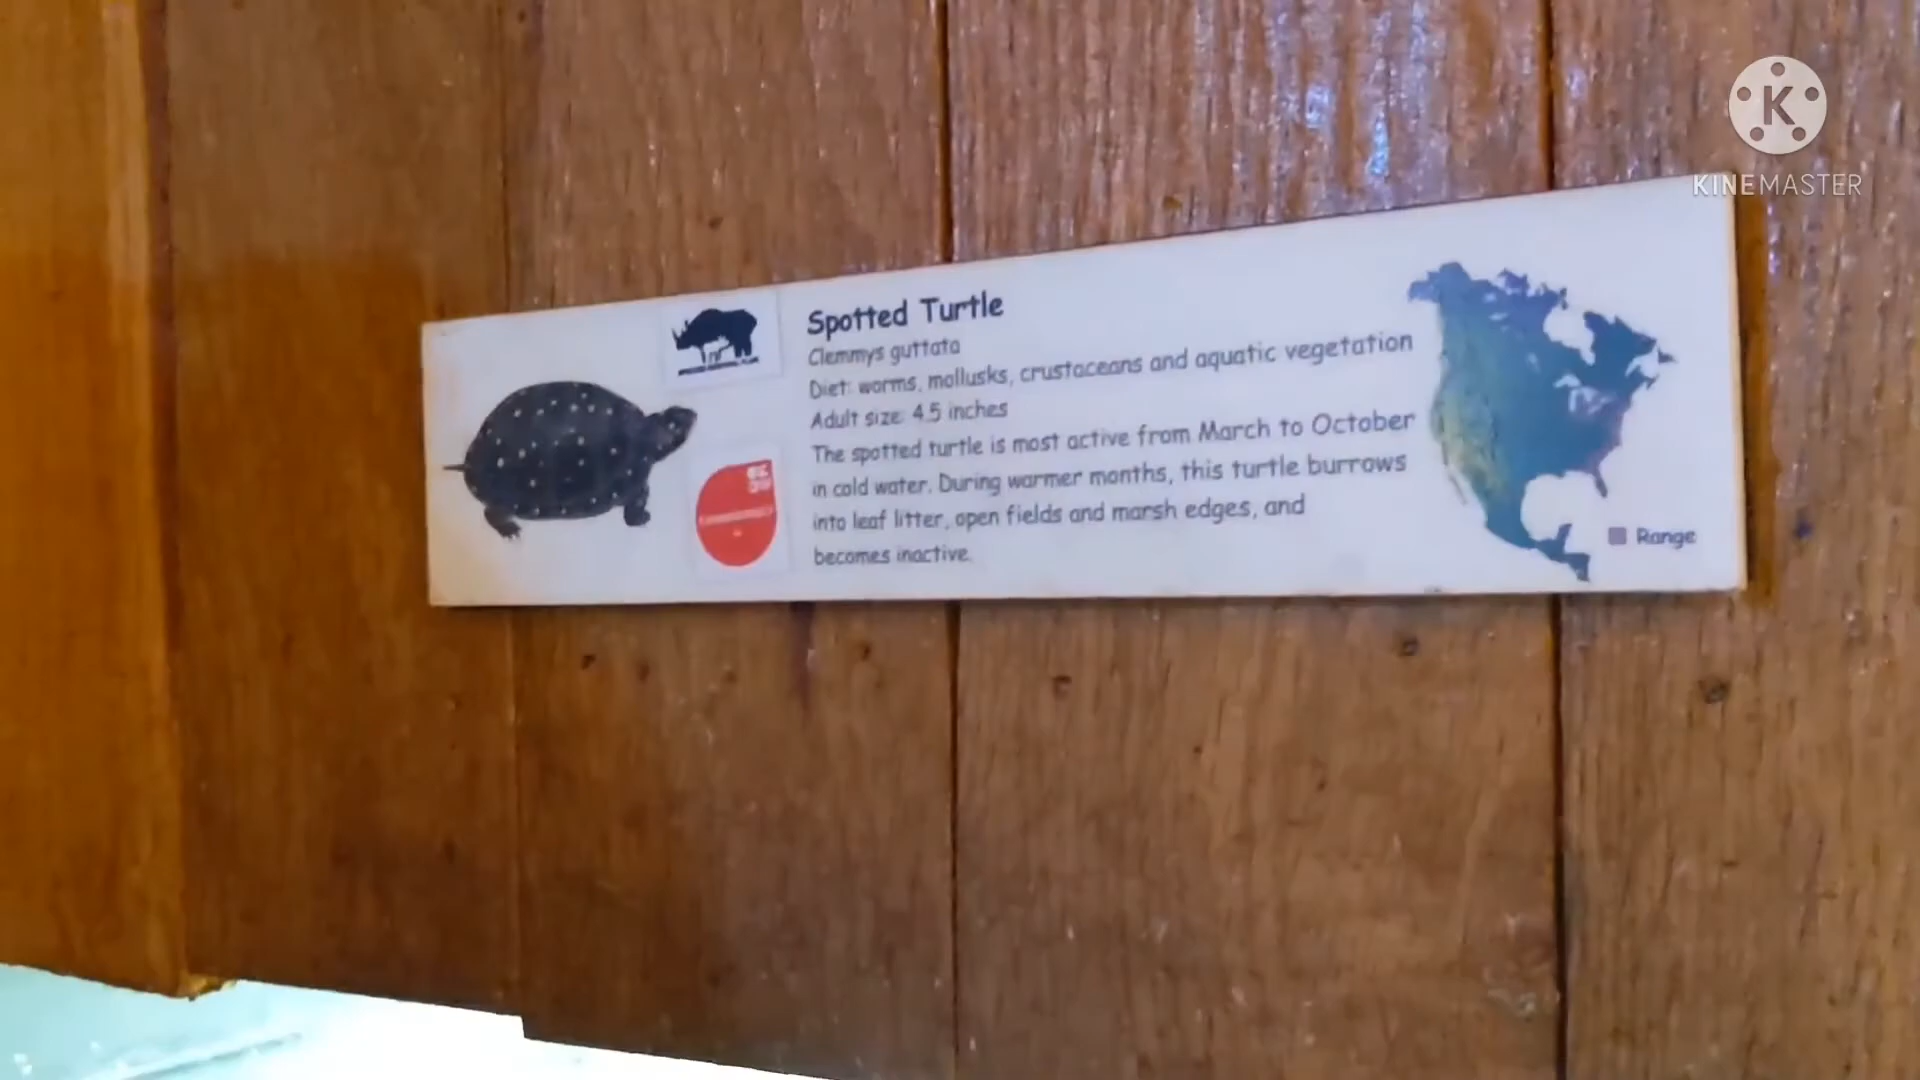 KINEMASTER
Spotted Turtle
Clemmys guttata
Diet: worms, mollusks, crustaceans and aquatic vegetation
Adult size: 4.5 inches
The spotted turtle is most active from March to October
in cold water. During warmer months, this turtle burrows
into leaf litter, open fields and marsh edges, and
becomes inactive.
Range